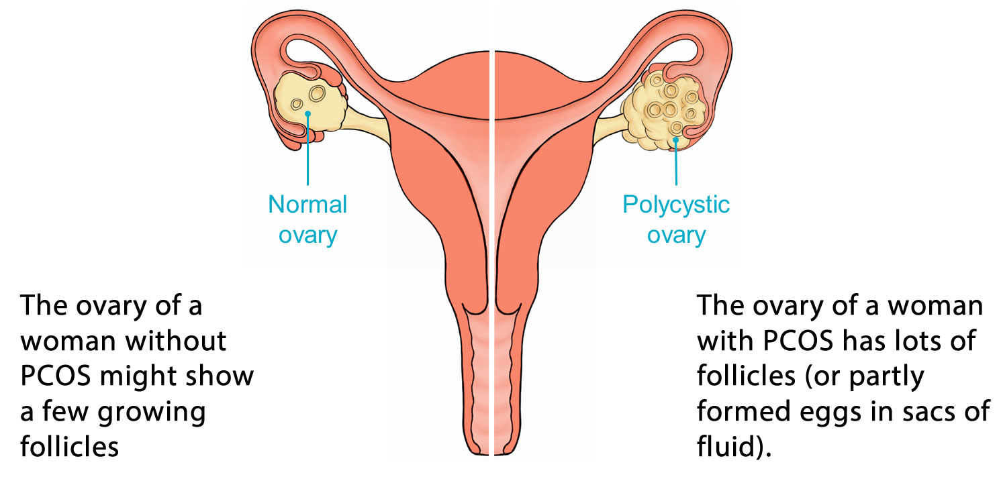 Normal
ovary
Polycystic
ovary
The ovary of a
woman without
PCOS might show
a few growing
follicles
The ovary of a woman
with PCOS has lots of
follicles (or partly
formed eggs in sacs of
fluid).